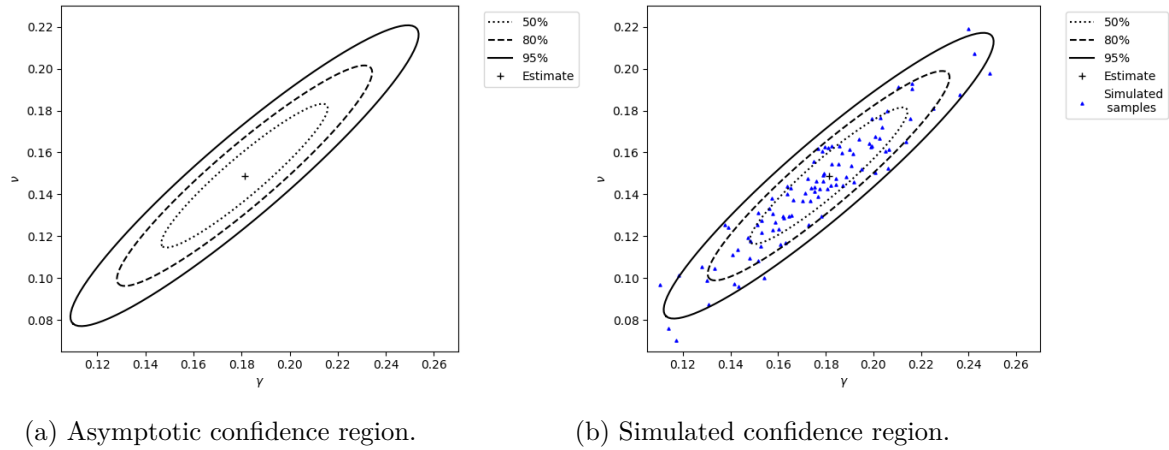 0.22
0.20
0.18
0.16
0.14
0.12
0.10
0.08
ν
0.12 0.14 0.16 0.18 0.20 0.22 0.24 0.26
γ
50%
80%
95%
Estimate
0.22
0.20
0.18
0.16
0.14
0.12
0.10
0.08
ν
0.12 0.14 0.16 0.18 0.20 0.22 0.24 0.26
γ
50%
80%
95%
Estimate
Simulated
samples
(a) Asymptotic confidence region.
(b) Simulated confidence region.